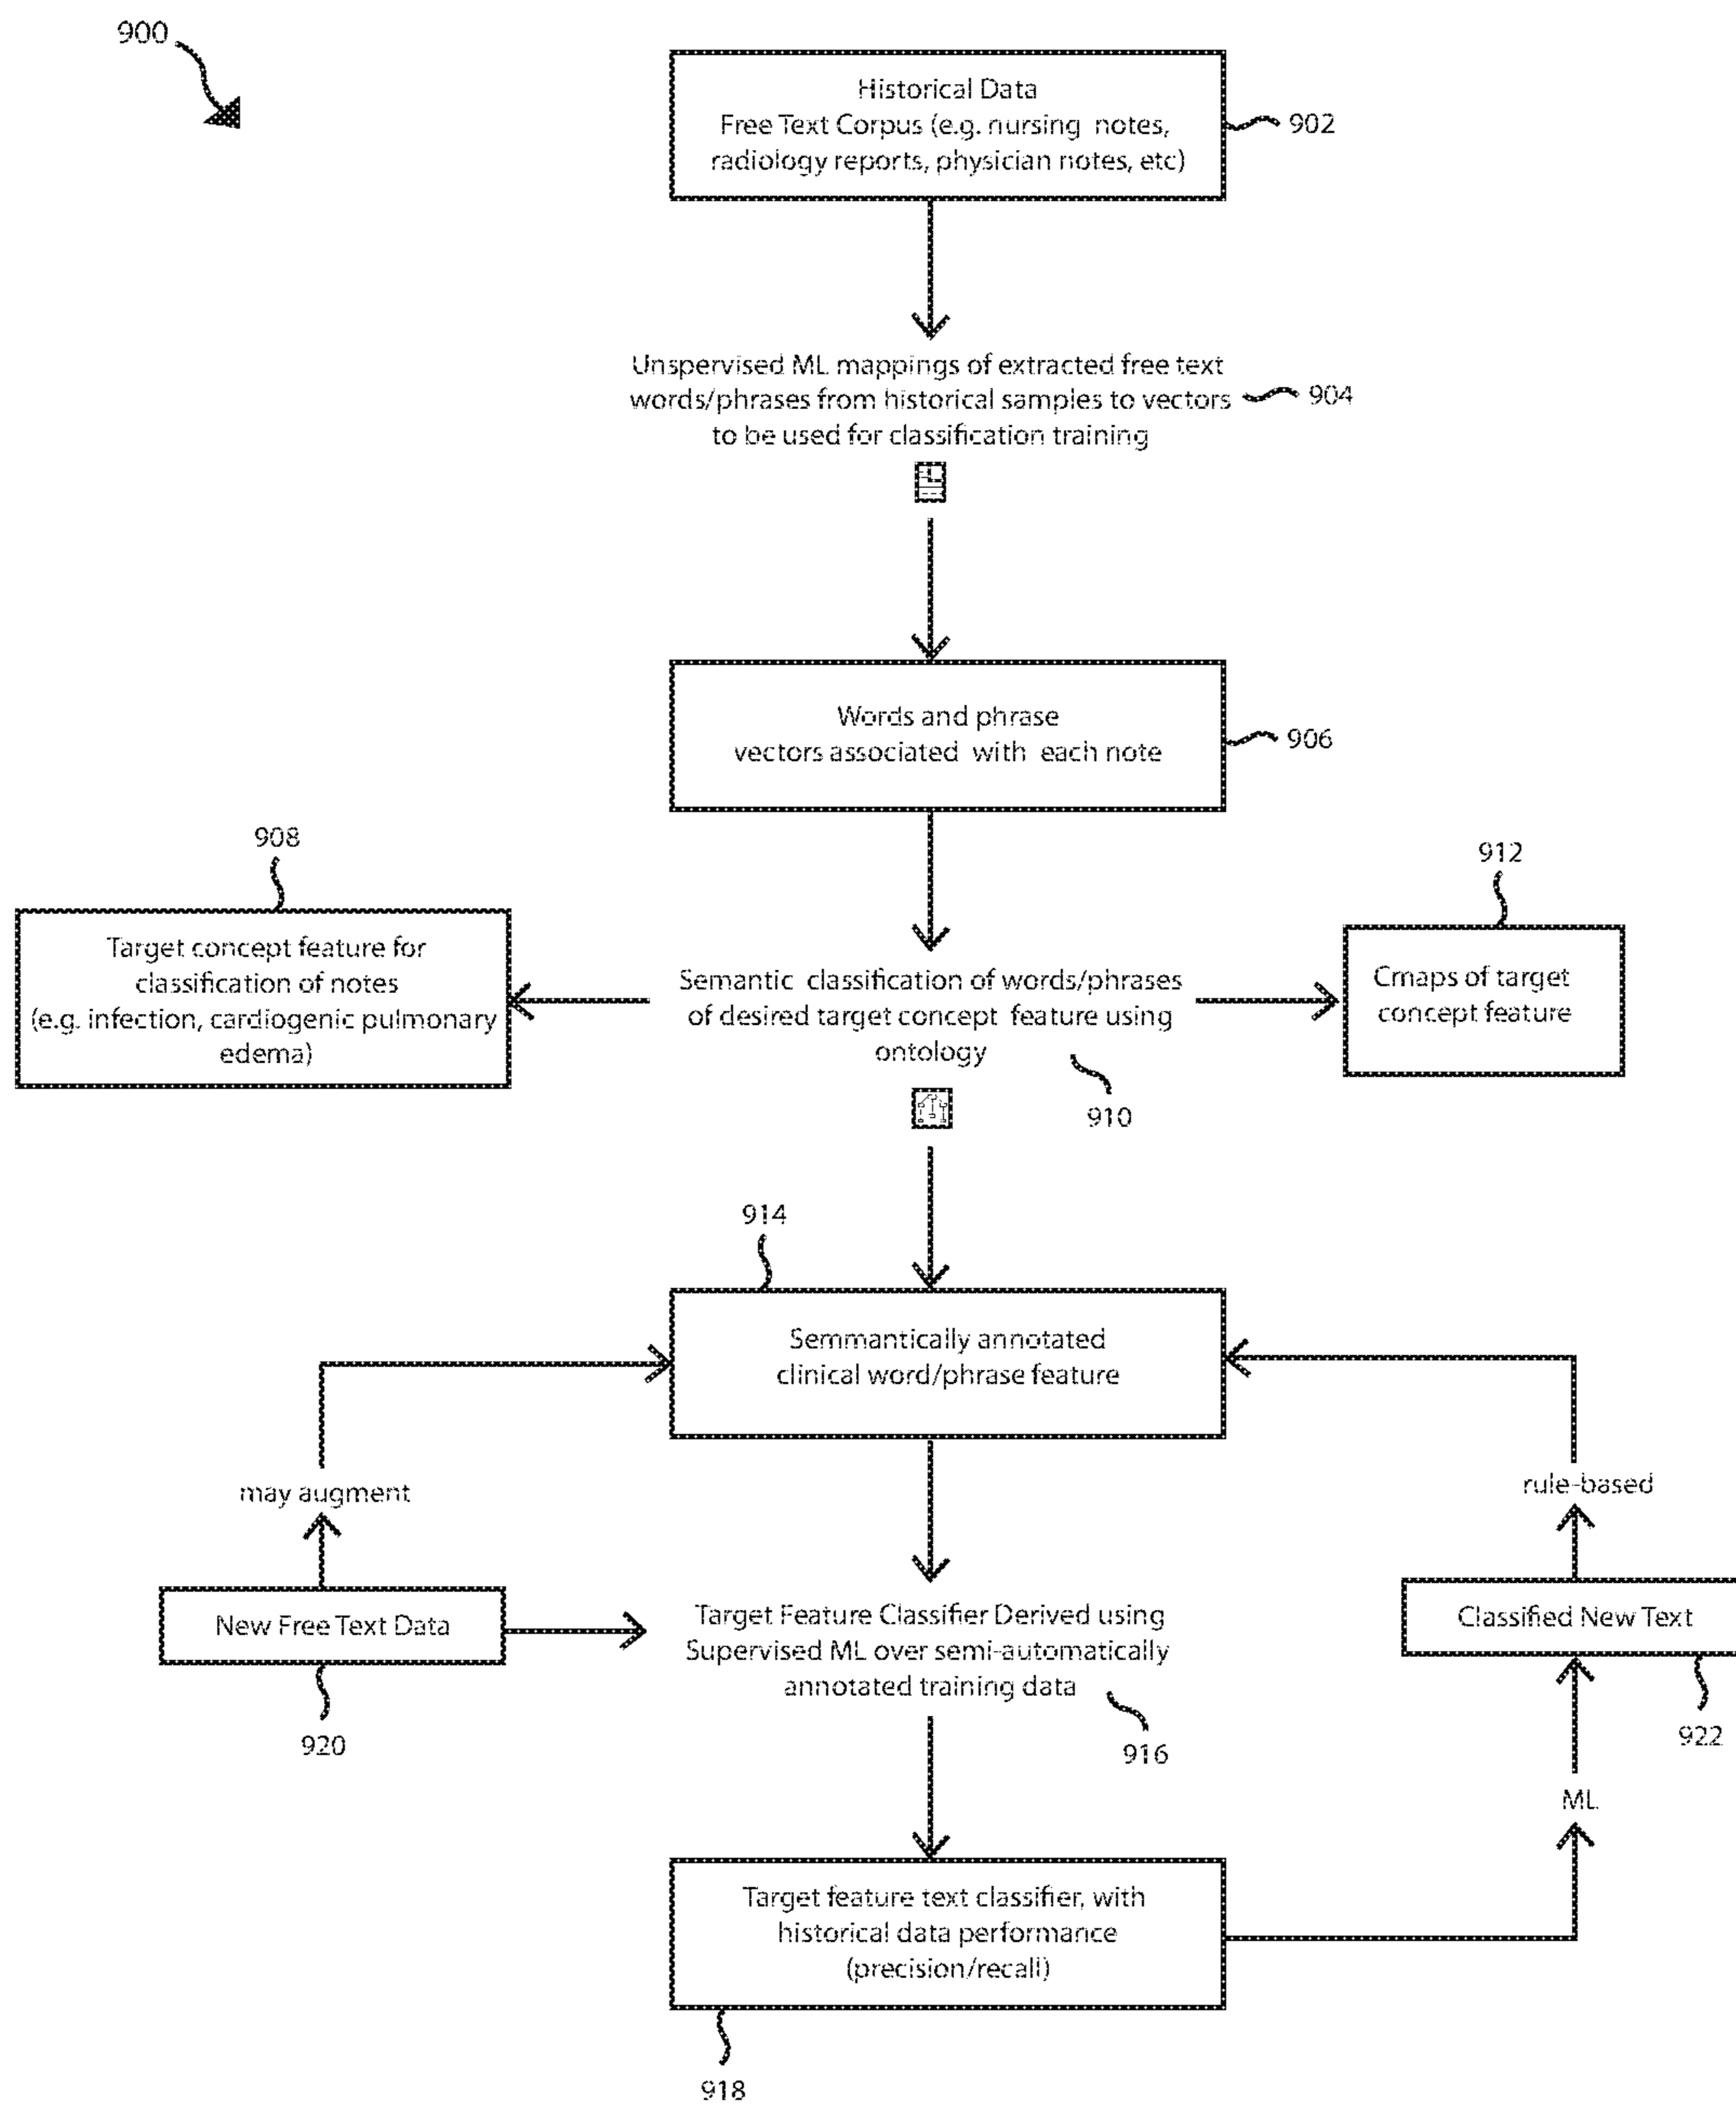 900
Historical Data
Free Text Corpus (e.g. nursing notes,
radiology reports, physician notes, etc)
902
Unspervised ML mappings of extracted free text
words/phrases from historical samples to vectors
to be used for classification training
904
Words and phrase
vectors associated with each note
906
908
Target concept feature for
classification of notes
(e.g. infection, cardiogenic pulmonary
edema)
Semantic classification of words/phrases
of desired target concept feature using
ontology
910
912
Cmaps of target
concept feature
914
Semmantically annotated
clinical word/phrase feature
may augment
rule-based
New Free Text Data
920
Target Feature Classifier Derived using
Supervised ML over semi-automatically
annotated training data
916
Classified New Text
922
ML
Target feature text classifier, with
historical data performance
(precision/recall)
918